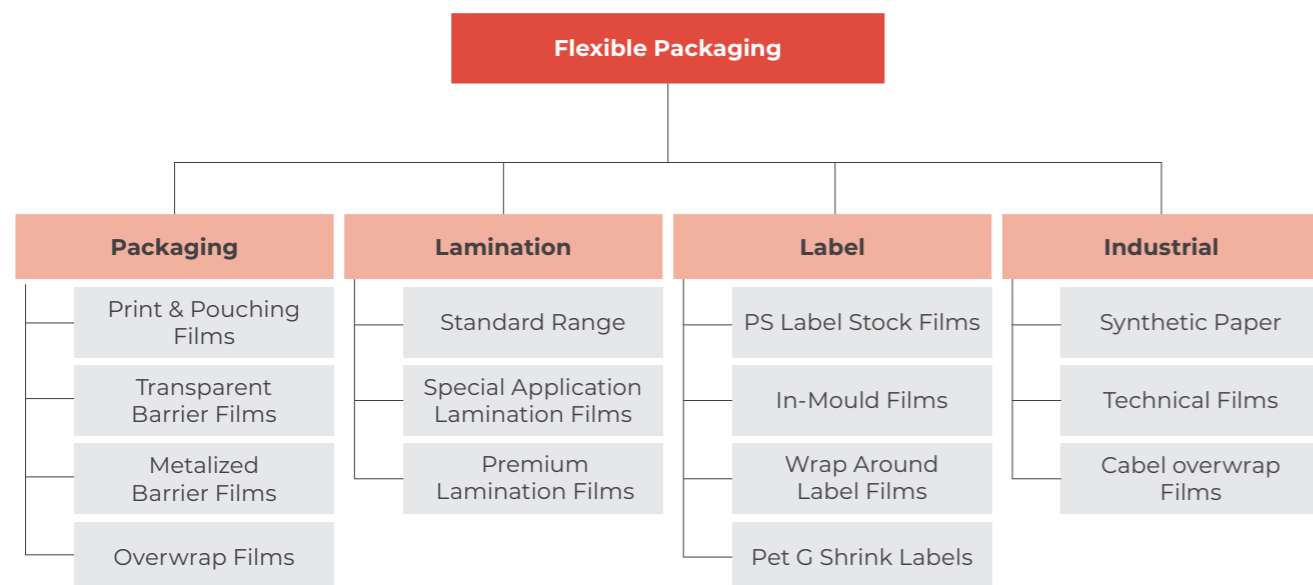 Flexible Packaging
Packaging
Print & Pouching
Films
Transparent
Barrier Films
Metalized
Barrier Films
Overwrap Films
Lamination
Standard Range
Special Application
Lamination Films
Premium
Lamination Films
Label
PS Label Stock Films
In-Mould Films
Wrap Around
Label Films
Pet G Shrink Labels
Industrial
Synthetic Paper
Technical Films
Cabel overwrap
Films